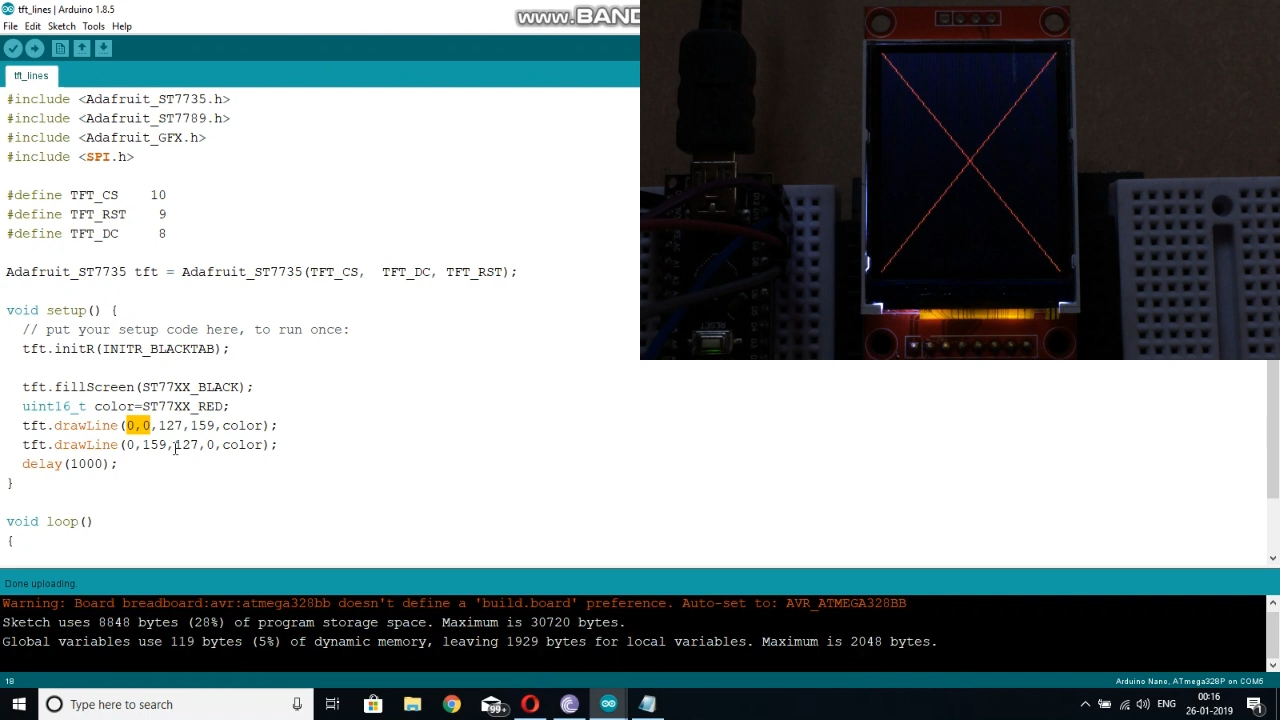 tft_lines | Arduino 1.8.5
www.BAND
File Edit Sketch Tools Help
tft_lines
#include <Adafruit_ST7735.h>
#include <Adafruit_ST7789.h>
#include <Adafruit_GFX.h>
#include <SPI.h>
#define TFT_CS 10
#define TFT_RST 9
#define TFT_DC 8
Adafruit_ST7735 tft = Adafruit_ST7735(TFT_CS, TFT_DC, TFT_RST);
void setup() {
// put your setup code here, to run once:
tft.initR(INITR_BLACKTAB);
tft.fillScreen(ST77XX_BLACK);
uint16_t color=ST77XX_RED;
tft.drawLine(0,0,127,159,color);
tft.drawLine(0,159,127,0,color);
delay(1000);
}
void loop()
{
Done uploading.
Warning: Board breadboard:avr:atmega328bb doesn't define a 'build.board' preference. Auto-set to: AVR_ATMEGA328BB
Sketch uses 8848 bytes (28%) of program storage space. Maximum is 30720 bytes.
Global variables use 119 bytes (5%) of dynamic memory, leaving 1929 bytes for local variables. Maximum is 2048 bytes.
18
Arduino Nano, ATmega328P on COM5
Type here to search
99+
ENG
00:16
26-01-2019
1